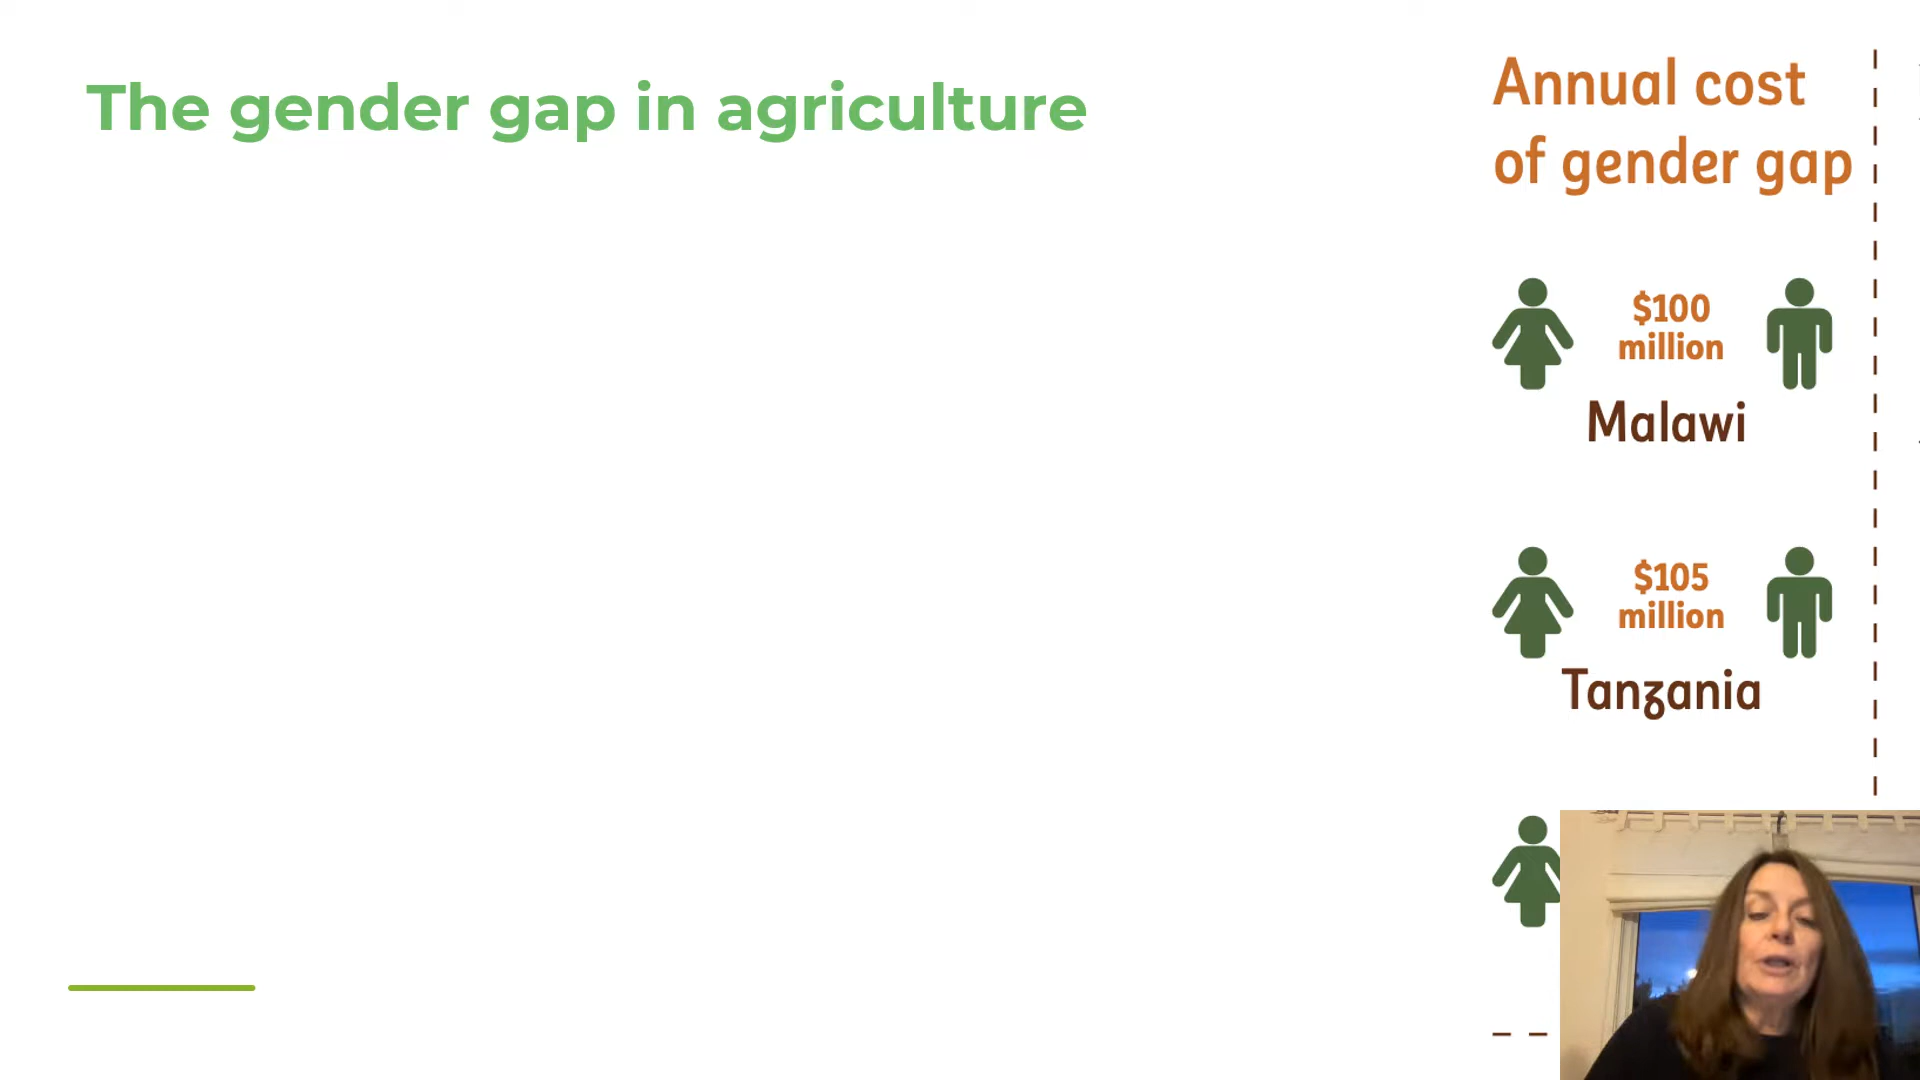 The gender gap in agriculture
Annual cost
of gender gap
$100
million
Malawi
$105
million
Tanzania